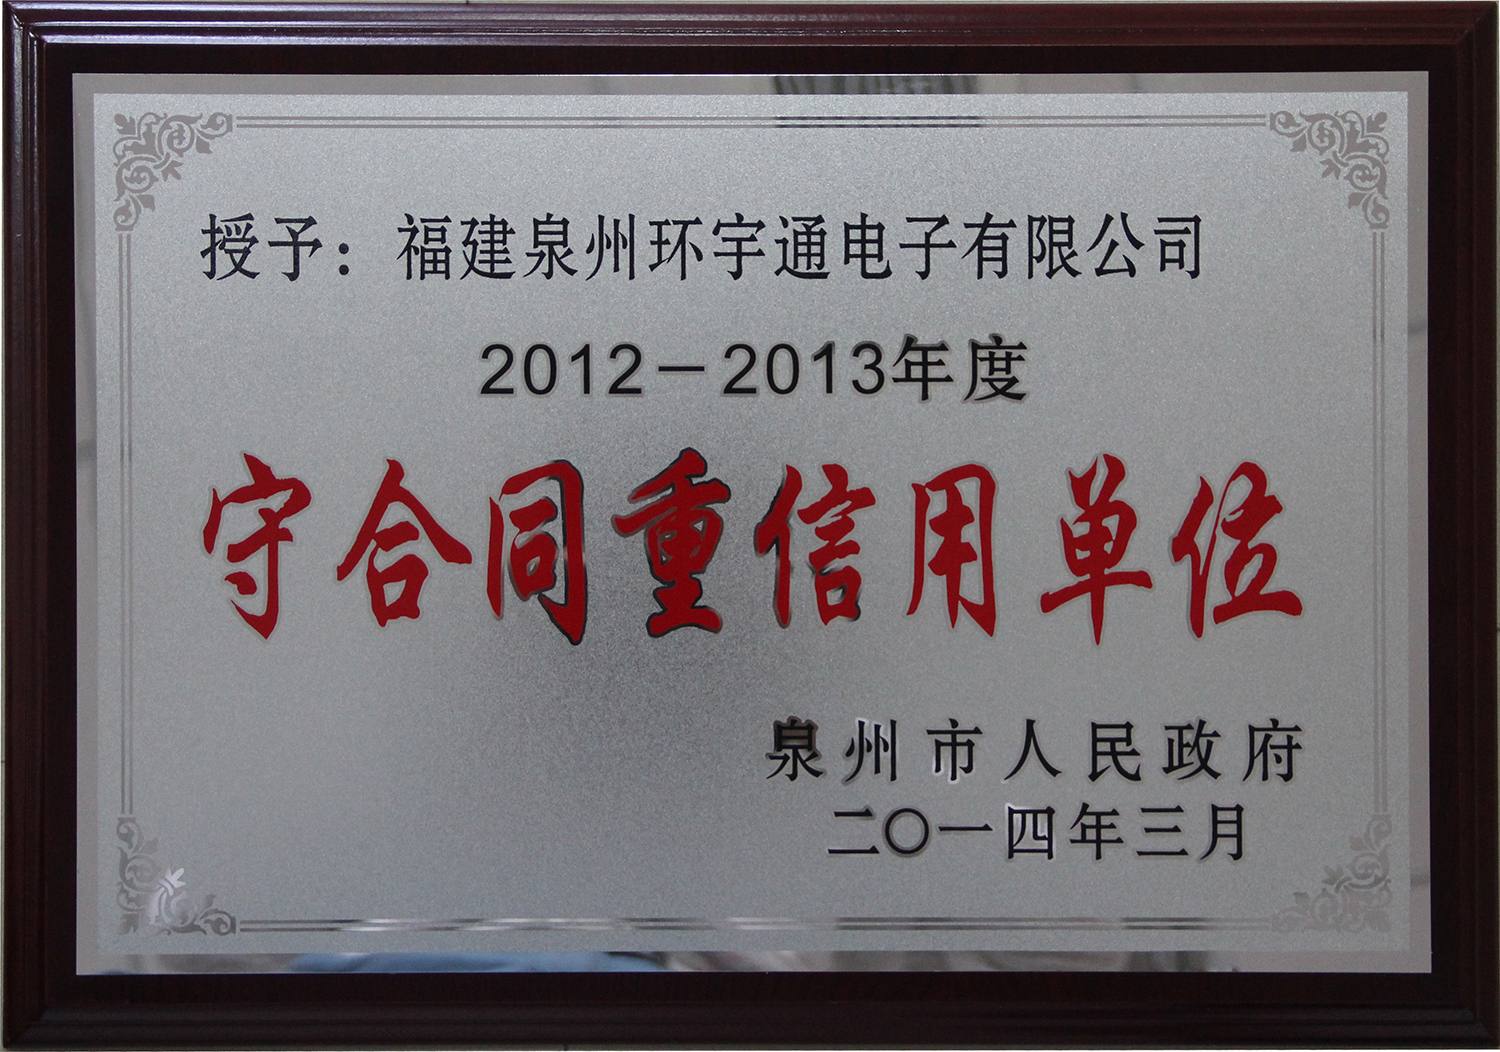 授予：福建泉州环宇通电子有限公司
2012－2013年度
守合同重信用单位
泉州市人民政府
二〇一四年三月